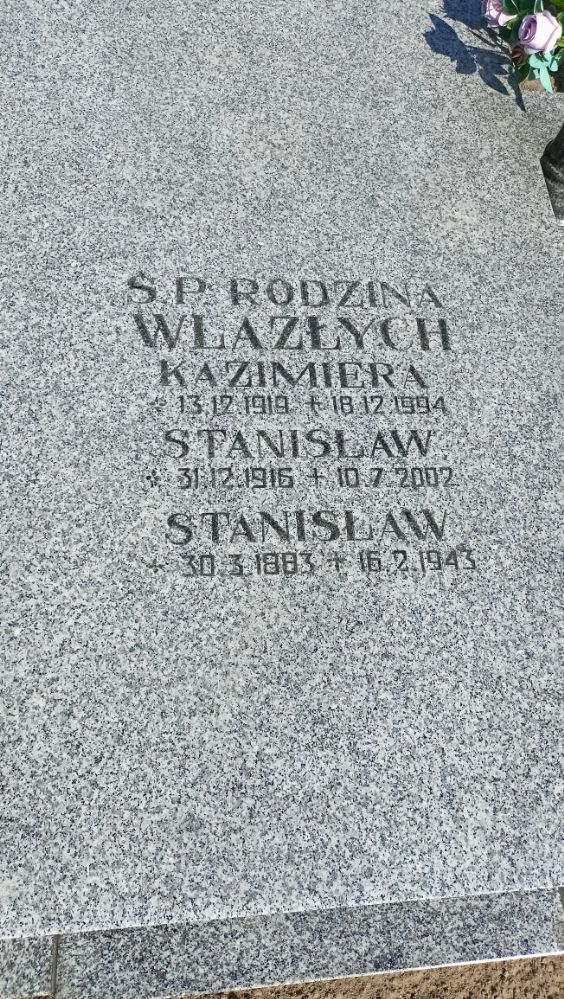 Ś.P. RODZINA
WLAZŁYCH
KAZIMIERA
* 13.12.1919 + 18.12.1994
STANISŁAW
* 31.12.1916 + 10.7.2002
STANISŁAW
* 30.3.1883 + 16.2.1943